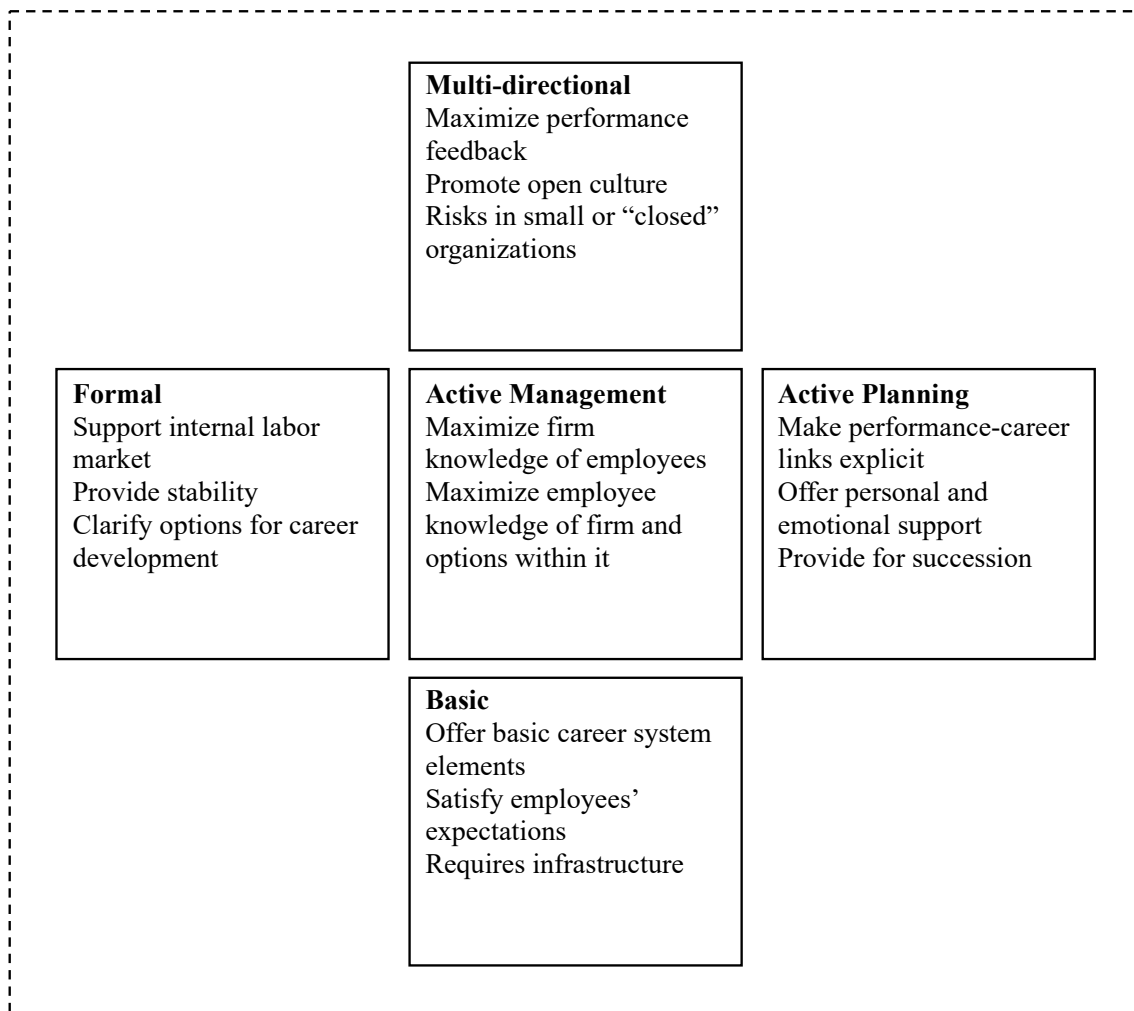 Multi-directional
Maximize performance
feedback
Promote open culture
Risks in small or “closed”
organizations
Formal
Support internal labor
market
Provide stability
Clarify options for career
development
Active Management
Maximize firm
knowledge of employees
Maximize employee
knowledge of firm and
options within it
Active Planning
Make performance-career
links explicit
Offer personal and
emotional support
Provide for succession
Basic
Offer basic career system
elements
Satisfy employees’
expectations
Requires infrastructure